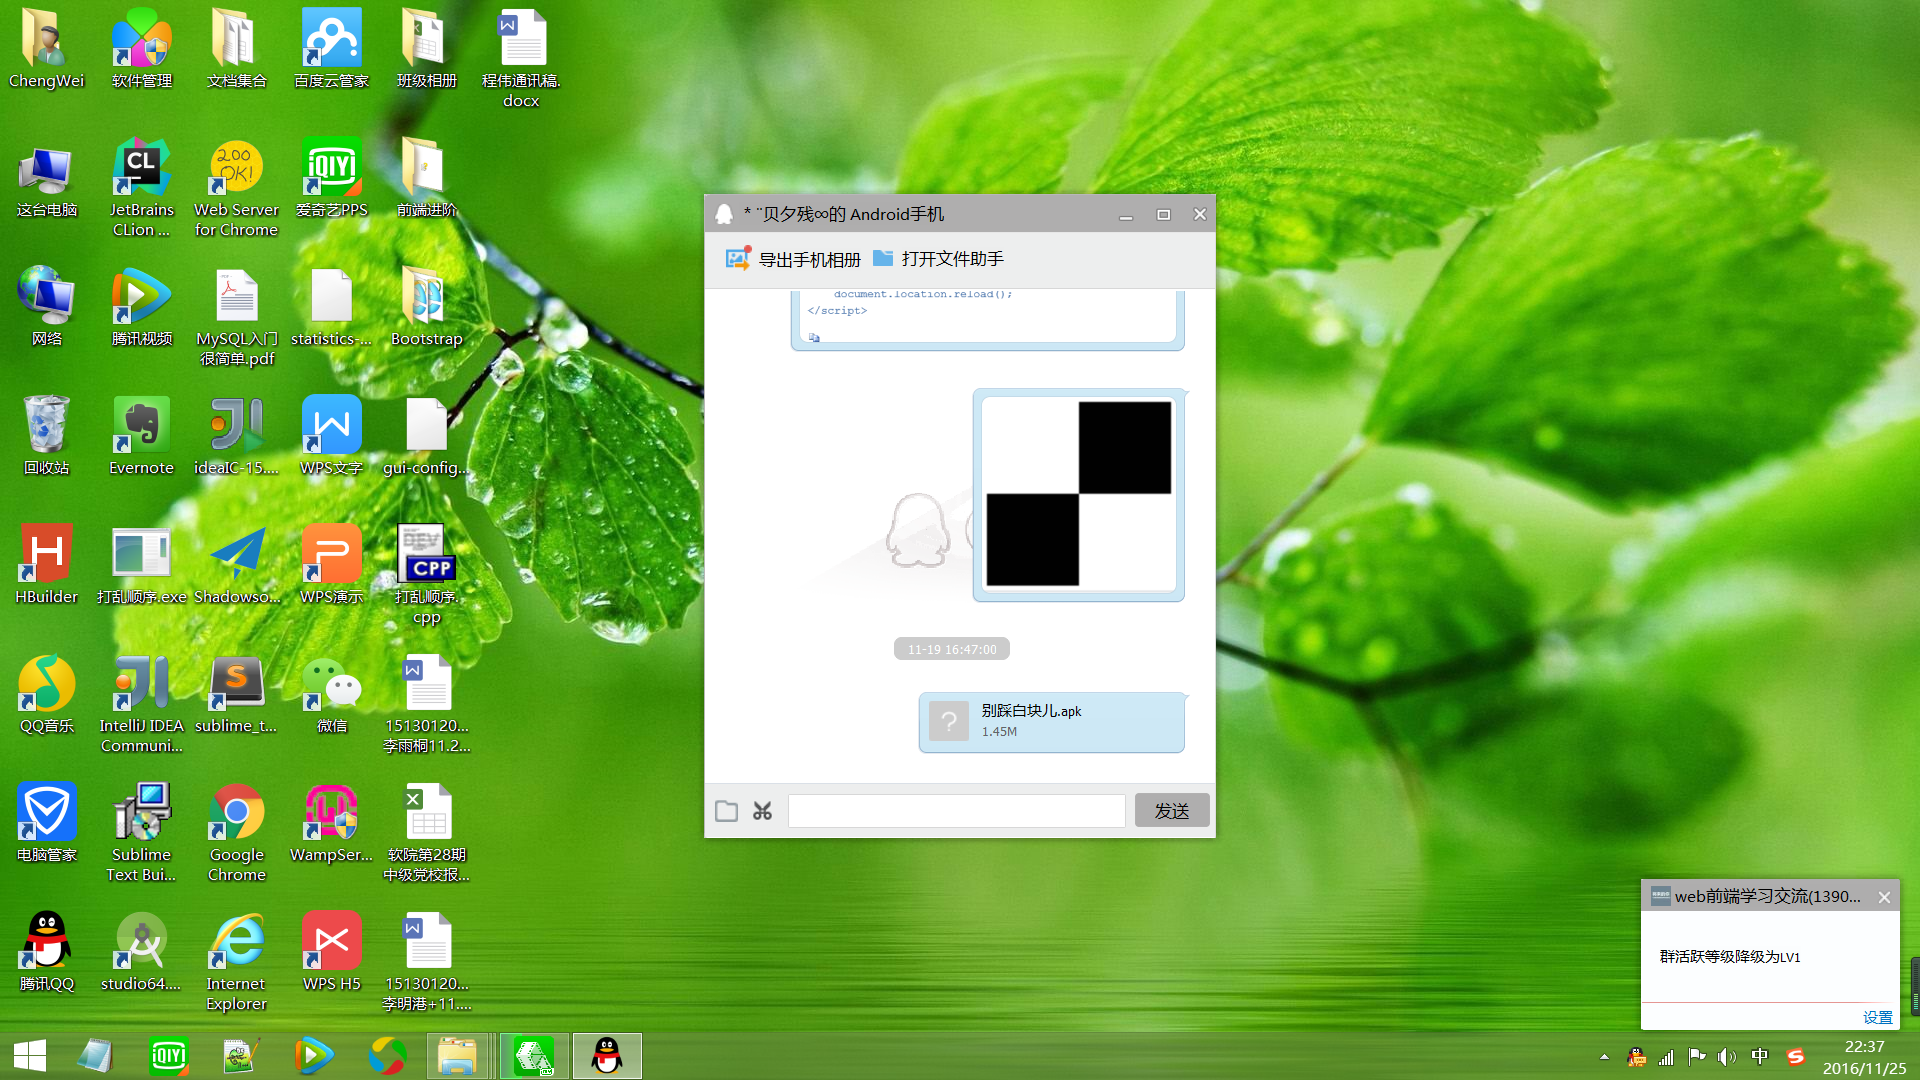 ChengWei
软件管理
文档集合
百度云管家
班级相册
程伟通讯稿.
docx
这台电脑
JetBrains
CLion ...
Web Server
for Chrome
爱奇艺PPS
前端进阶
网络
腾讯视频
MySQL入门
很简单.pdf
statistics-...
Bootstrap
回收站
Evernote
ideaIC-15....
WPS文字
gui-config...
HBuilder
打乱顺序.exe
Shadowso...
WPS演示
打乱顺序.
cpp
QQ音乐
IntelliJ IDEA
Communi...
sublime_t...
微信
15130120...
李雨桐11.2...
电脑管家
Sublime
Text Bui...
Google
Chrome
WampSer...
软院第28期
中级党校报...
腾讯QQ
studio64....
Internet
Explorer
WPS H5
15130120...
李明港+11....
CL
200
OK!
iQIYI
DEV
CPP
* ¨贝夕残∞的 Android手机
导出手机相册
打开文件助手
document.location.reload();
</script>
11-19 16:47:00
别踩白块儿.apk
1.45M
发送
web前端学习交流(1390...
群活跃等级降级为LV1
设置
iQIYI
中
22:37
2016/11/25